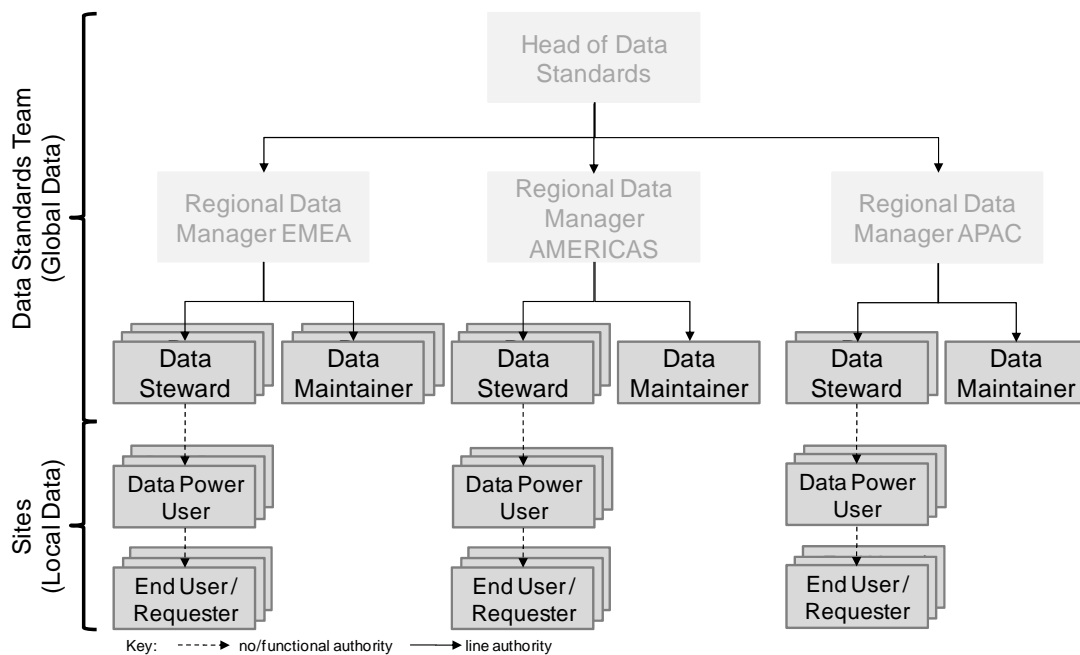 Data Standards Team
(Global Data)
Head of Data
Standards
Regional Data
Manager EMEA
Regional Data
Manager
AMERICAS
Regional Data
Manager APAC
Data
Steward
Data
Maintainer
Data
Steward
Data
Maintainer
Data
Steward
Data
Maintainer
Sites
(Local Data)
Data Power
User
Data Power
User
Data Power
User
End User /
Requester
End User /
Requester
End User /
Requester
Key: no/functional authority line authority